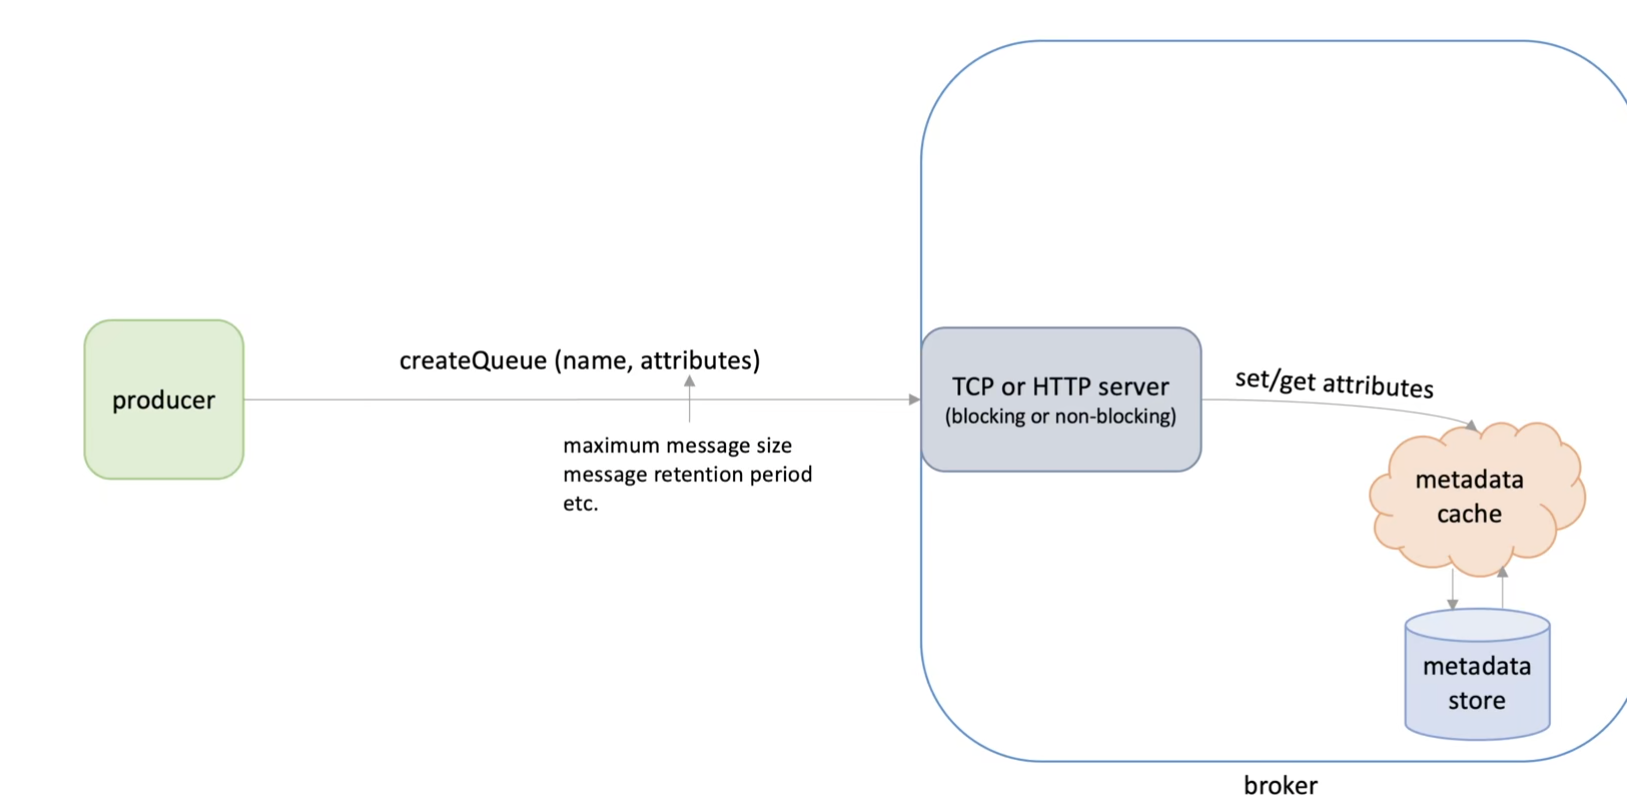 producer
createQueue (name, attributes)
maximum message size
message retention period
etc.
TCP or HTTP server
(blocking or non-blocking)
set/get attributes
metadata
cache
metadata
store
broker